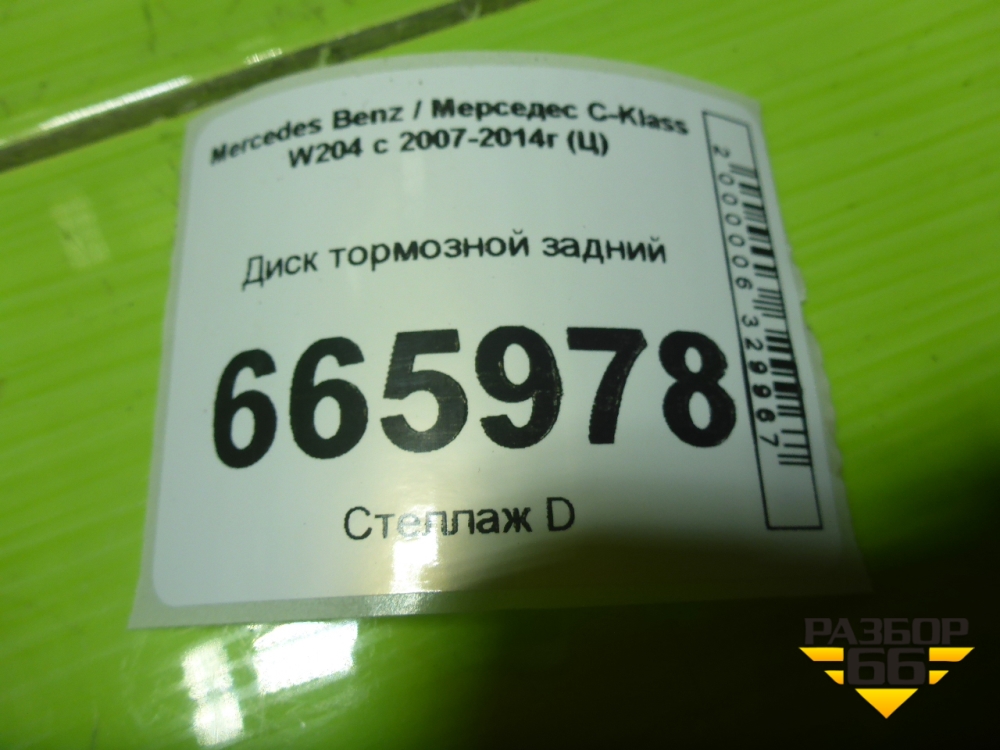 Mercedes Benz / Мерседес C-Klass
W204 с 2007-2014г (Ц)
Диск тормозной задний
665978
Стеллаж D
2000006329967
РАЗБОР
66